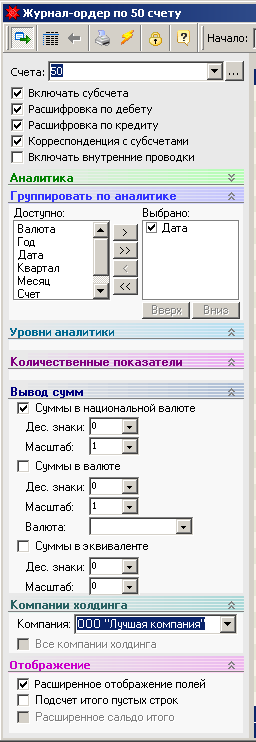 Журнал-ордер по 50 счету
Начало:
Счета: 50 ...
Включать субсчета
Расшифровка по дебету
Расшифровка по кредиту
Корреспонденция с субсчетами
Включать внутренние проводки
Аналитика
Группировать по аналитике
Доступно: Выбрано:
Валюта
Год
Дата
Квартал
Месяц
Счет
>
>>
<
<<
Дата
Вверх Вниз
Уровни аналитики
Количественные показатели
Вывод сумм
Суммы в национальной валюте
Дес. знаки: 0
Масштаб: 1
Суммы в валюте
Дес. знаки: 0
Масштаб: 1
Валюта:
Суммы в эквиваленте
Дес. знаки: 0
Масштаб: 0
Компании холдинга
Компания: ООО "Лучшая компания"
Все компании холдинга
Отображение
Расширенное отображение полей
Подсчет итого пустых строк
Расширенное сальдо итого